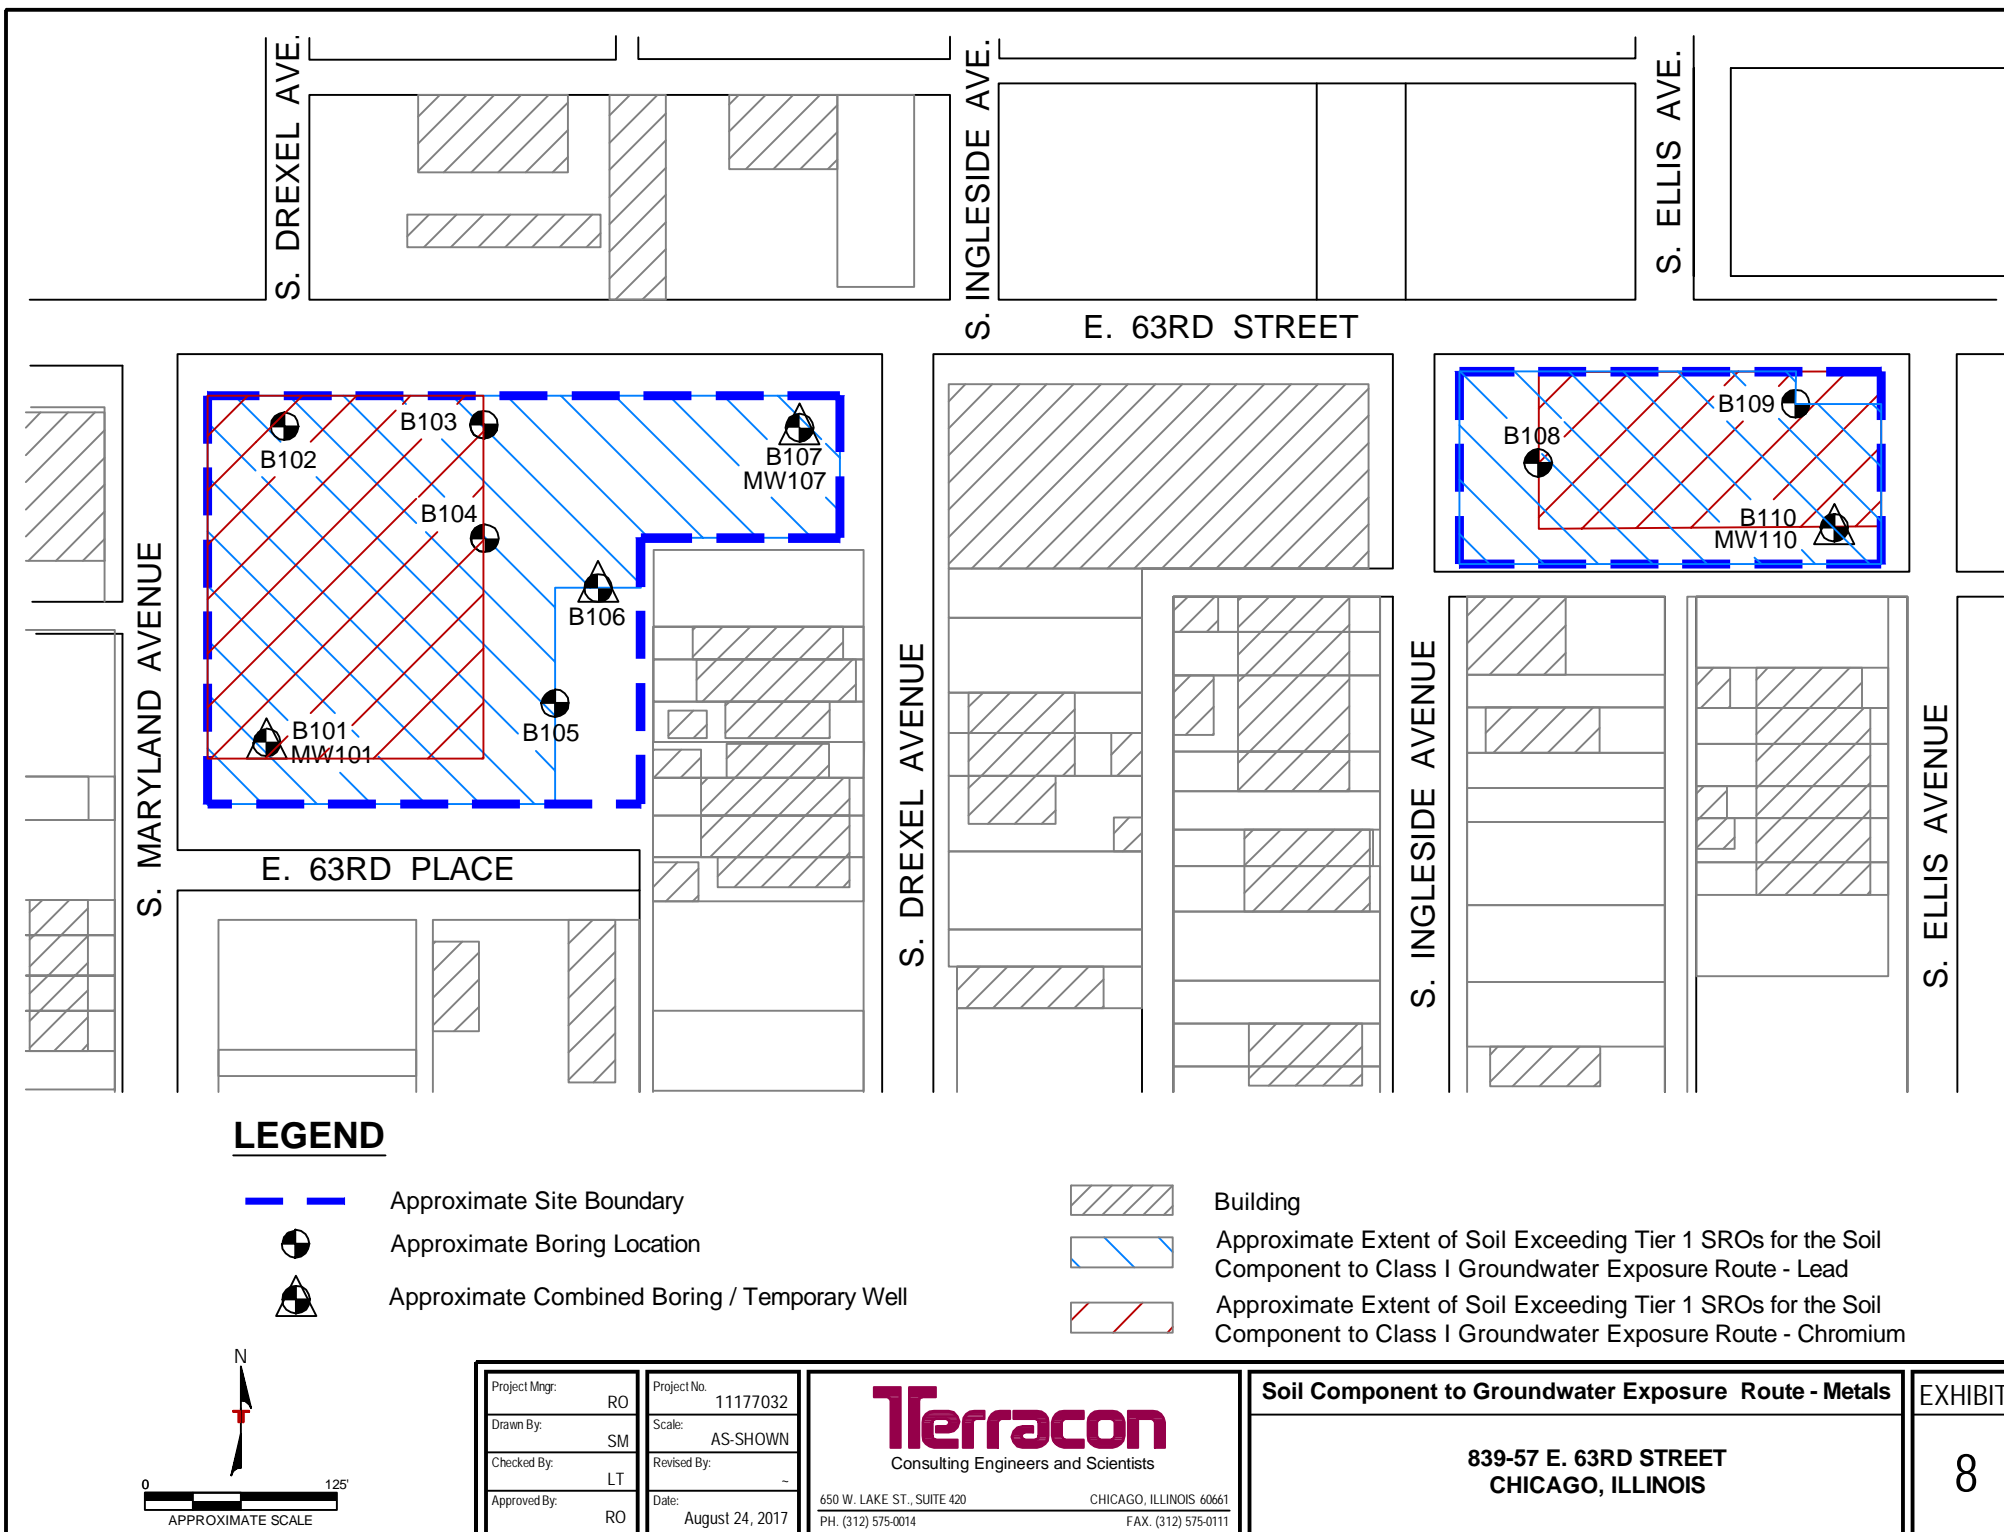 S. DREXEL AVE.
S. INGLESIDE AVE.
S. ELLIS AVE.
E. 63RD STREET
B102
B103
B104
B107
MW107
B106
B105
B101
MW101
B108
B109
B110
MW110
S. MARYLAND AVENUE
S. DREXEL AVENUE
S. INGLESIDE AVENUE
S. ELLIS AVENUE
E. 63RD PLACE
LEGEND
Approximate Site Boundary
Approximate Boring Location
Approximate Combined Boring / Temporary Well
Building
Approximate Extent of Soil Exceeding Tier 1 SROs for the Soil
Component to Class I Groundwater Exposure Route - Lead
Approximate Extent of Soil Exceeding Tier 1 SROs for the Soil
Component to Class I Groundwater Exposure Route - Chromium
N
0 125'
APPROXIMATE SCALE
Project Mngr:
RO
Drawn By:
SM
Checked By:
LT
Approved By:
RO
Project No.
11177032
Scale:
AS-SHOWN
Revised By:
~
Date:
August 24, 2017
Terracon
Consulting Engineers and Scientists
650 W. LAKE ST., SUITE 420 CHICAGO, ILLINOIS 60661
PH. (312) 575-0014 FAX. (312) 575-0111
Soil Component to Groundwater Exposure Route - Metals
839-57 E. 63RD STREET
CHICAGO, ILLINOIS
EXHIBIT
8